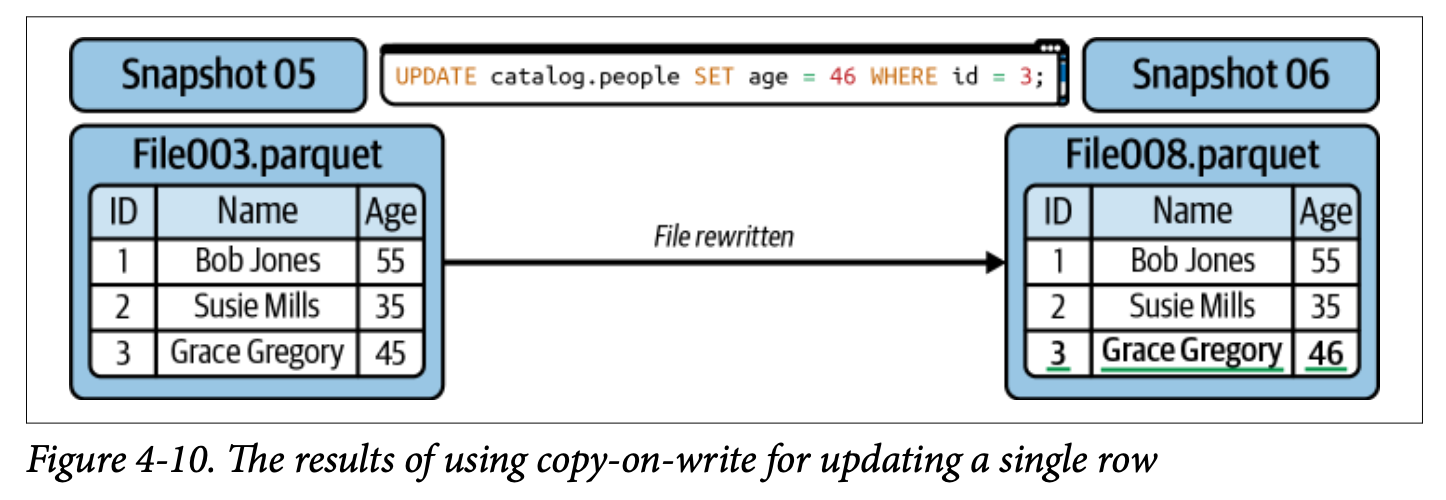 Snapshot 05
UPDATE catalog.people SET age = 46 WHERE id = 3;
Snapshot 06
File003.parquet
ID Name Age
1 Bob Jones 55
2 Susie Mills 35
3 Grace Gregory 45
File rewritten
File008.parquet
ID Name Age
1 Bob Jones 55
2 Susie Mills 35
3 Grace Gregory 46
Figure 4-10. The results of using copy-on-write for updating a single row